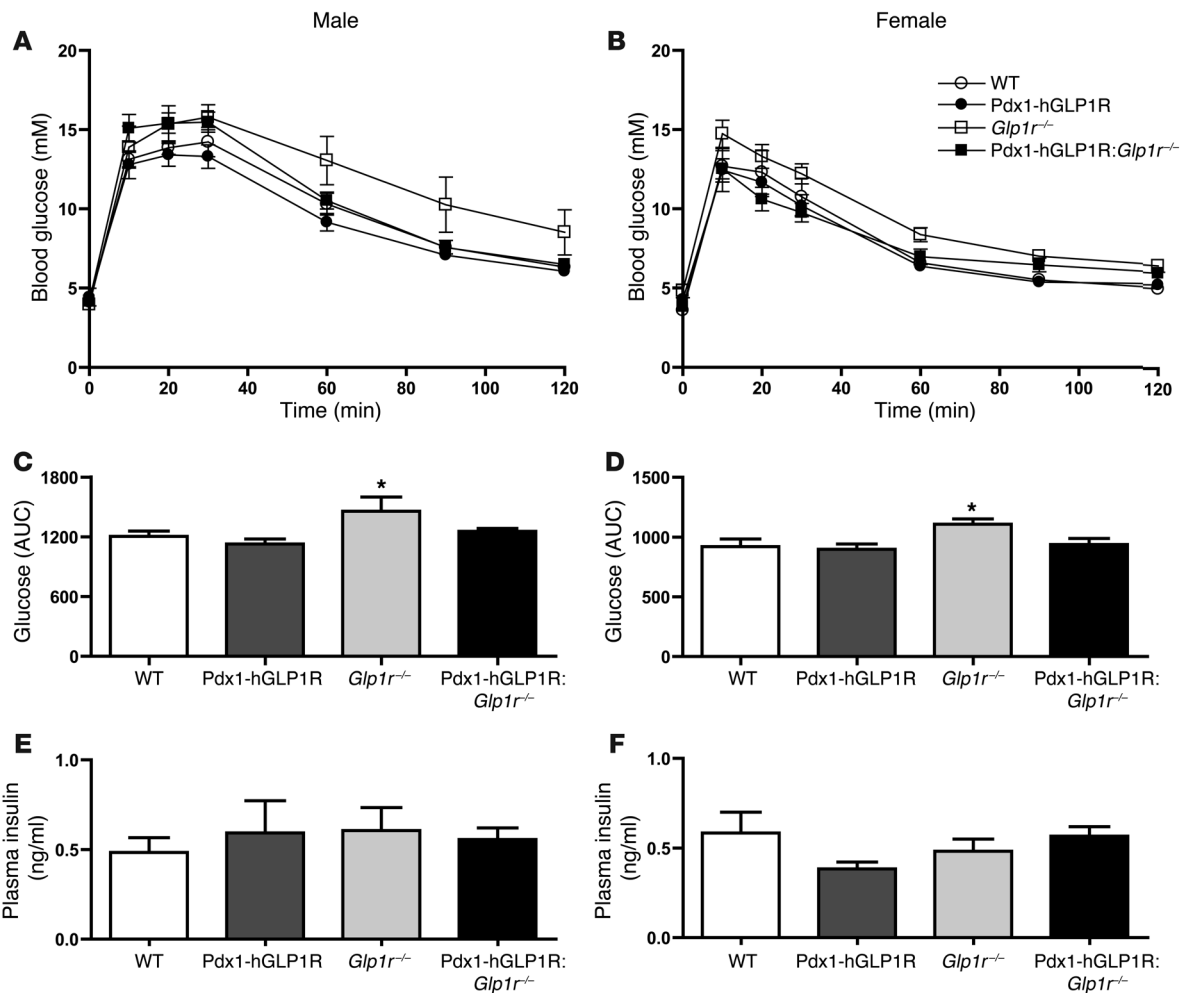 Male
Female
A
B
20
15
10
5
0
Blood glucose (mM)
0 20 40 60 80 100 120
Time (min)
20
15
10
5
0
Blood glucose (mM)
0 20 40 60 80 100 120
Time (min)
WT
Pdx1-hGLP1R
Glp1r–/–
Pdx1-hGLP1R:Glp1r–/–
C
1800
1200
600
0
Glucose (AUC)
*
WT Pdx1-hGLP1R Glp1r–/– Pdx1-hGLP1R:
Glp1r–/–
D
1500
1000
500
0
Glucose (AUC)
*
WT Pdx1-hGLP1R Glp1r–/– Pdx1-hGLP1R:
Glp1r–/–
E
1.0
0.5
0.0
Plasma insulin
(ng/ml)
WT Pdx1-hGLP1R Glp1r–/– Pdx1-hGLP1R:
Glp1r–/–
F
1.0
0.5
0.0
Plasma insulin
(ng/ml)
WT Pdx1-hGLP1R Glp1r–/– Pdx1-hGLP1R:
Glp1r–/–